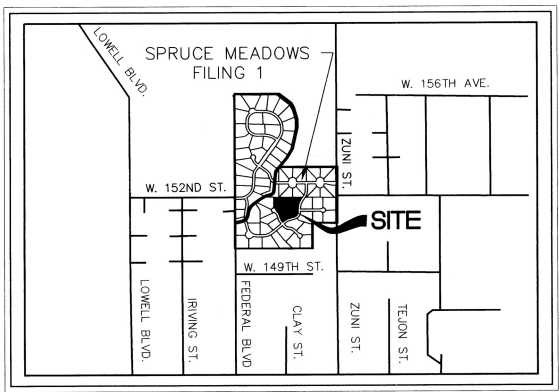 LOWELL BLVD.
SPRUCE MEADOWS
FILING 1
W. 156TH AVE.
ZUNI ST.
W. 152ND ST.
SITE
W. 149TH ST.
LOWELL BLVD.
IRIVING ST.
FEDERAL BLVD
CLAY ST.
ZUNI ST.
TEJON ST.